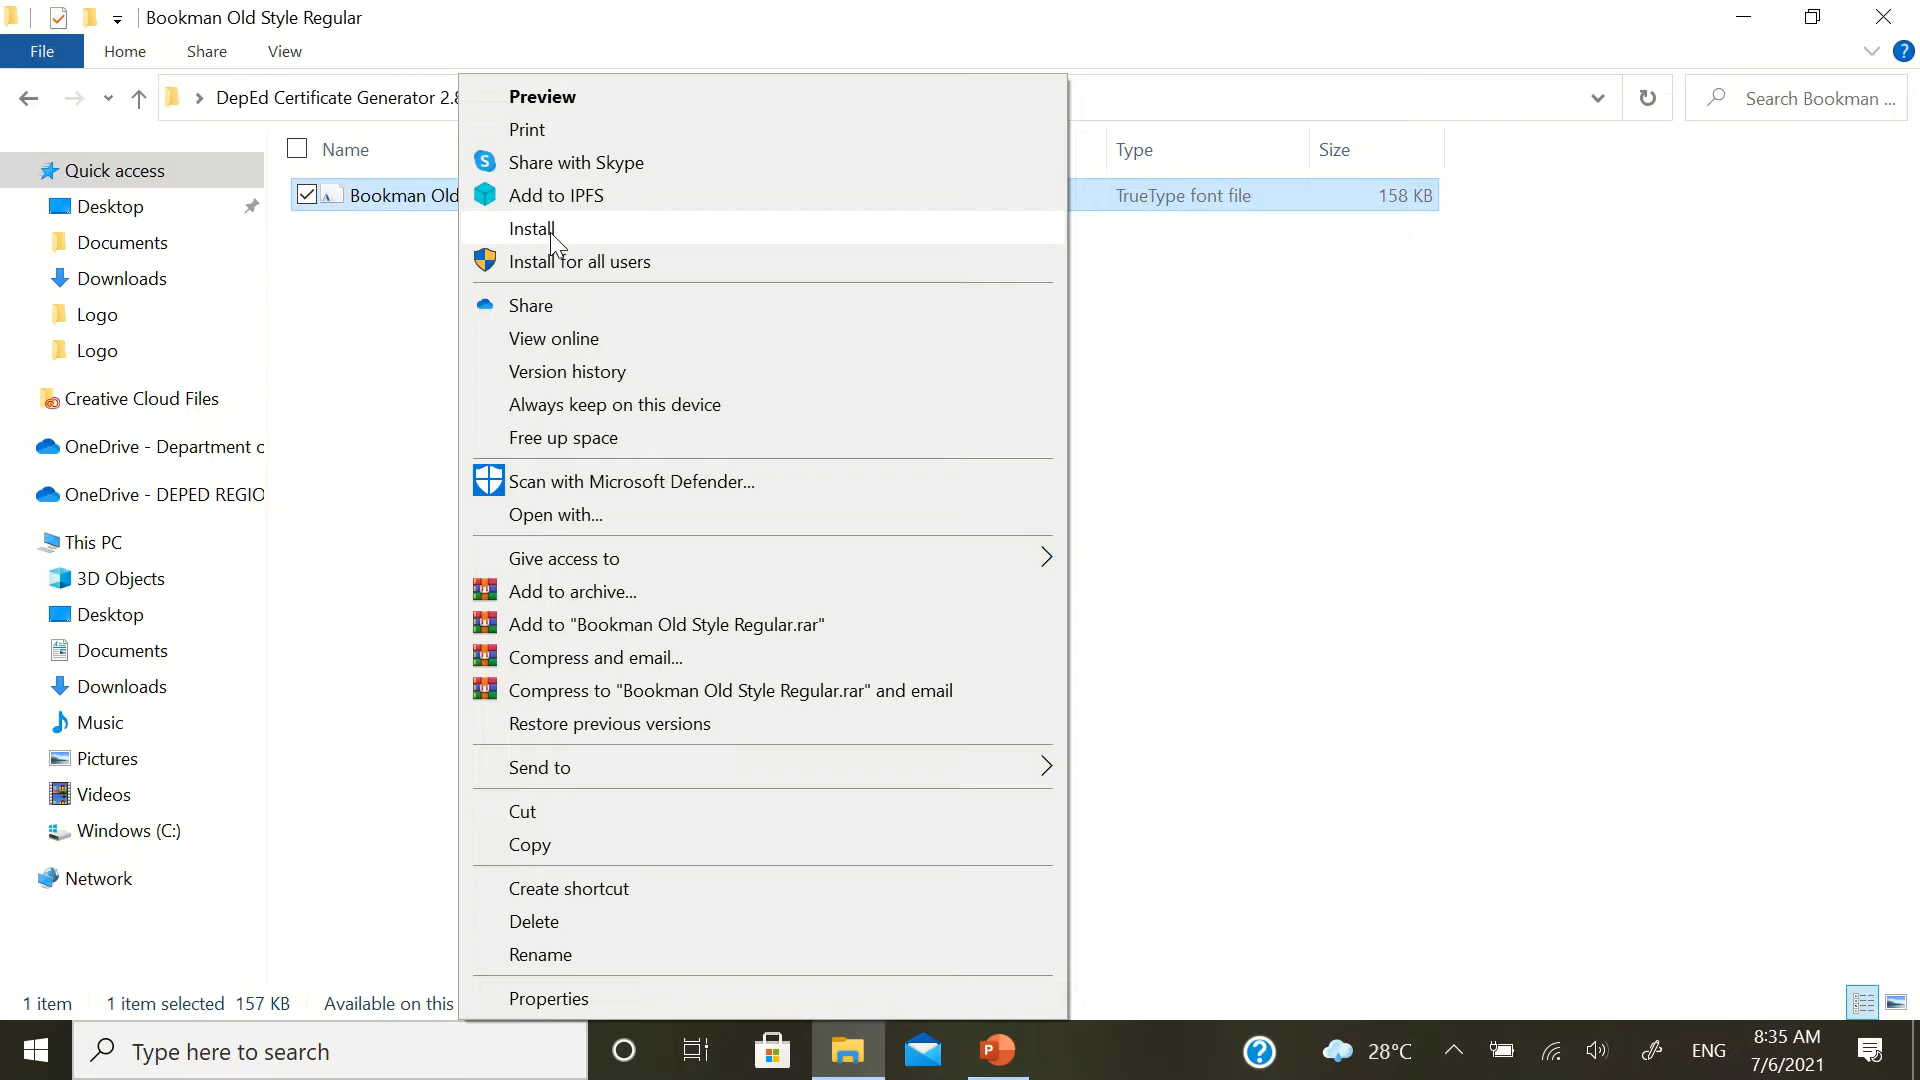 Bookman Old Style Regular
File Home Share View
DepEd Certificate Generator 2.8
Search Bookman ...
Name Type Size
Bookman Old TrueType font file 158 KB
Quick access
Desktop
Documents
Downloads
Logo
Logo
Creative Cloud Files
OneDrive - Department
OneDrive - DEPED REGIO
This PC
3D Objects
Desktop
Documents
Downloads
Music
Pictures
Videos
Windows (C:)
Network
Preview
Print
Share with Skype
Add to IPFS
Install
Install for all users
Share
View online
Version history
Always keep on this device
Free up space
Scan with Microsoft Defender...
Open with...
Give access to
Add to archive...
Add to "Bookman Old Style Regular.rar"
Compress and email...
Compress to "Bookman Old Style Regular.rar" and email
Restore previous versions
Send to
Cut
Copy
Create shortcut
Delete
Rename
Properties
1 item 1 item selected 157 KB Available on this
Type here to search
28°C
ENG
8:35 AM
7/6/2021